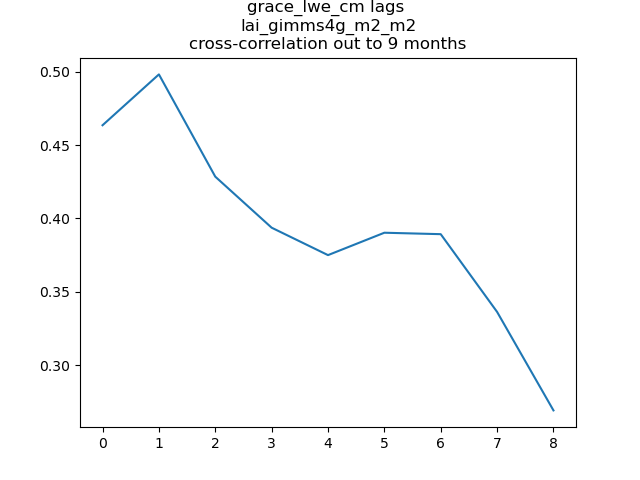 grace_lwe_cm lags
lai_gimms4g_m2_m2
cross-correlation out to 9 months
0.50
0.45
0.40
0.35
0.30
0 1 2 3 4 5 6 7 8